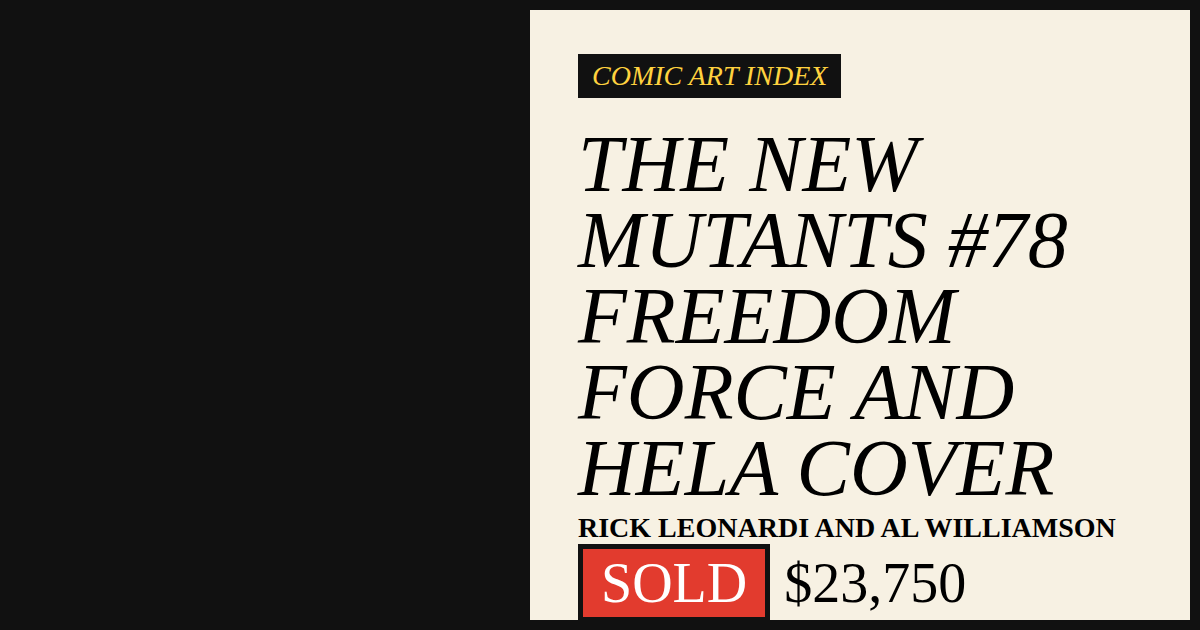 COMIC ART INDEX
THE NEW
MUTANTS #78
FREEDOM
FORCE AND
HELA COVER
RICK LEONARDI AND AL WILLIAMSON
SOLD $23,750